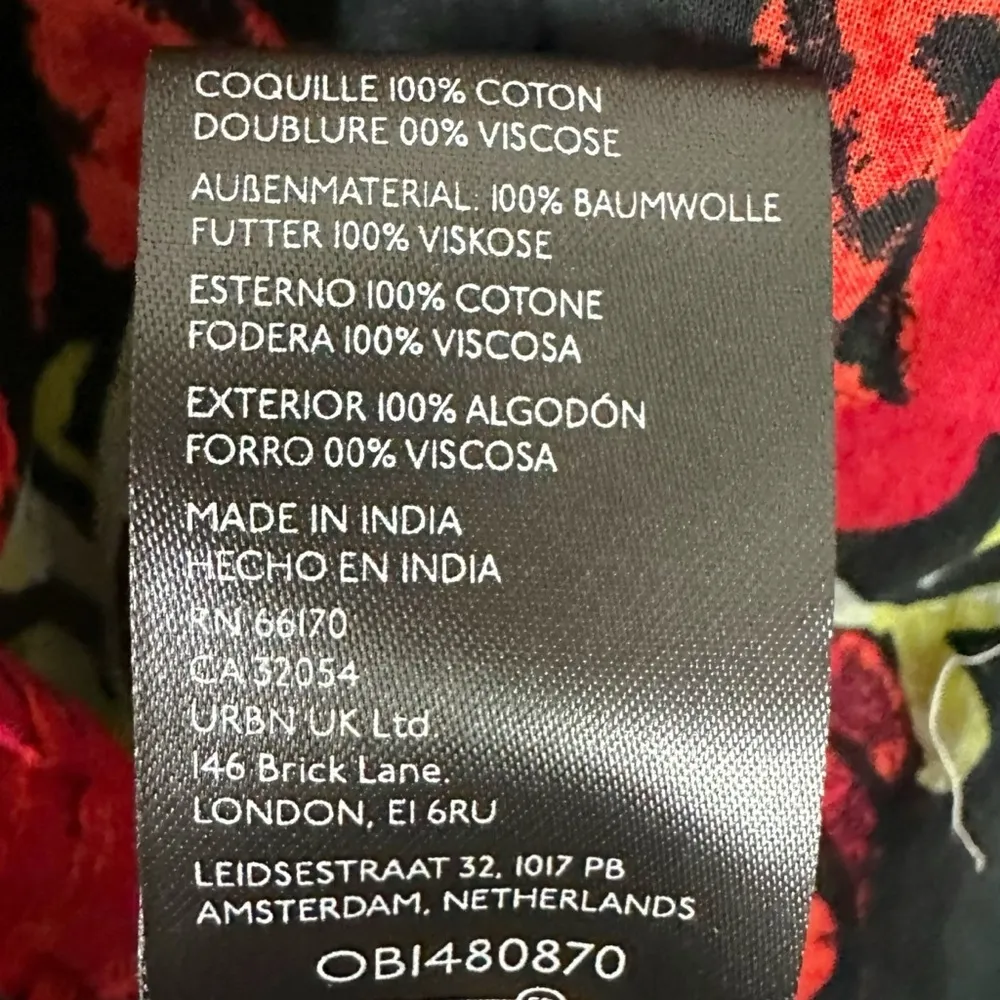 COQUILLE 100% COTON
DOUBLURE 00% VISCOSE
AUßENMATERIAL: 100% BAUMWOLLE
FUTTER 100% VISKOSE
ESTERNO 100% COTONE
FODERA 100% VISCOSA
EXTERIOR 100% ALGODÓN
FORRO 00% VISCOSA
MADE IN INDIA
HECHO EN INDIA
RN 66170
CA 32054
URBN UK Ltd.
146 Brick Lane.
LONDON, E1 6RU
LEIDSESTRAAT 32, 1017 PB
AMSTERDAM, NETHERLANDS
OB1480870